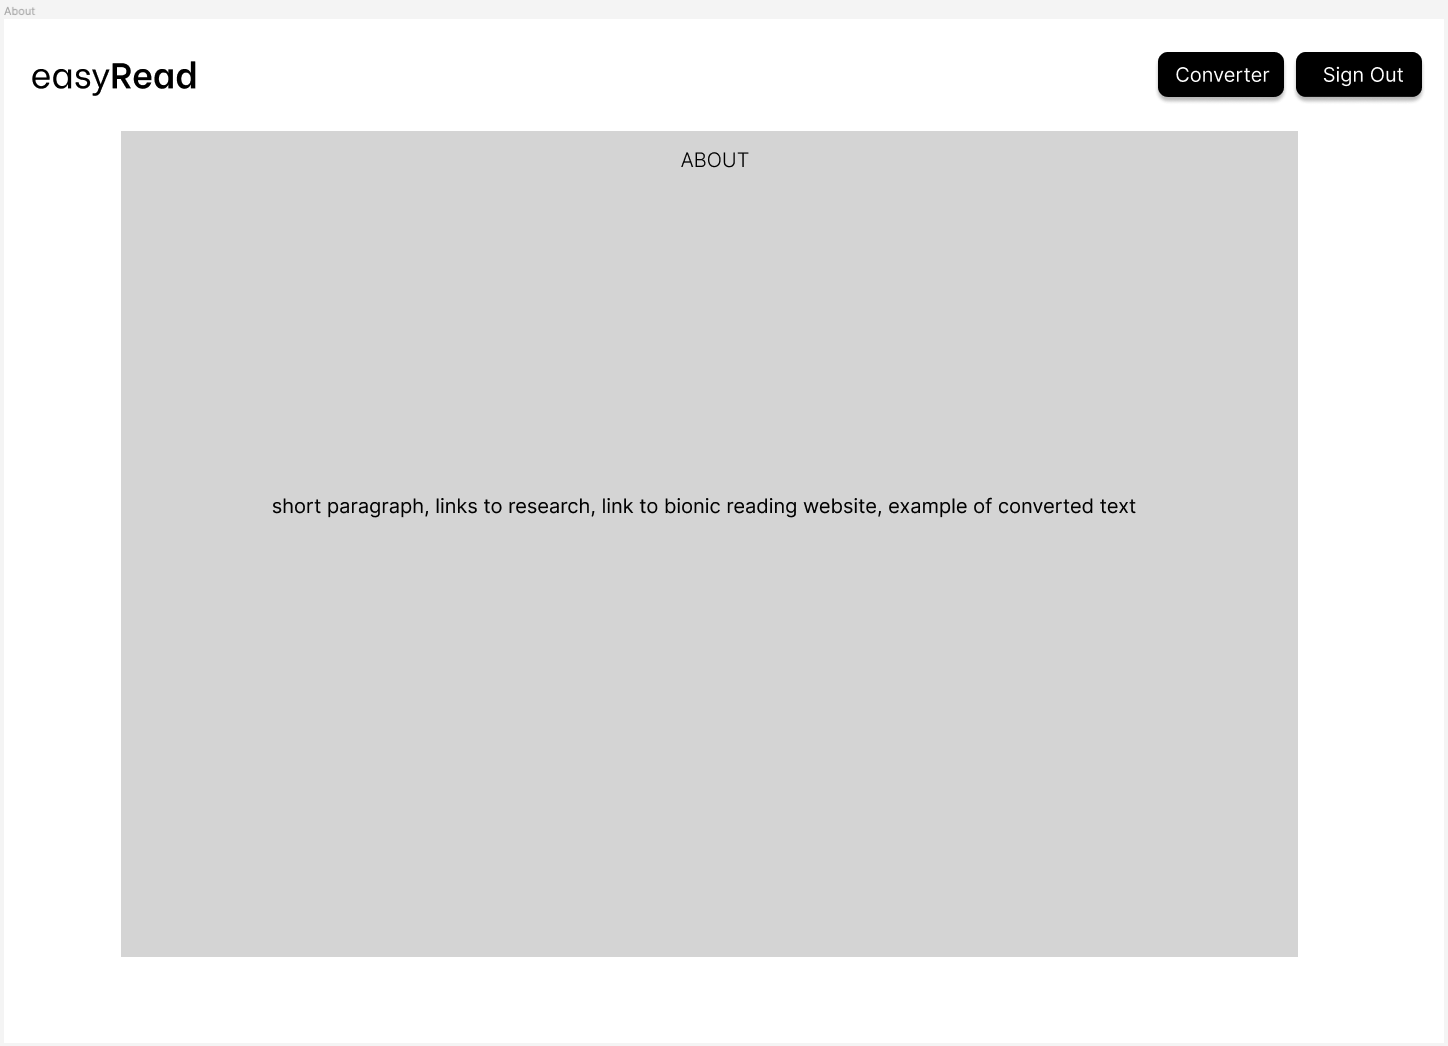 About
easyRead
Converter
Sign Out
ABOUT
short paragraph, links to research, link to bionic reading website, example of converted text